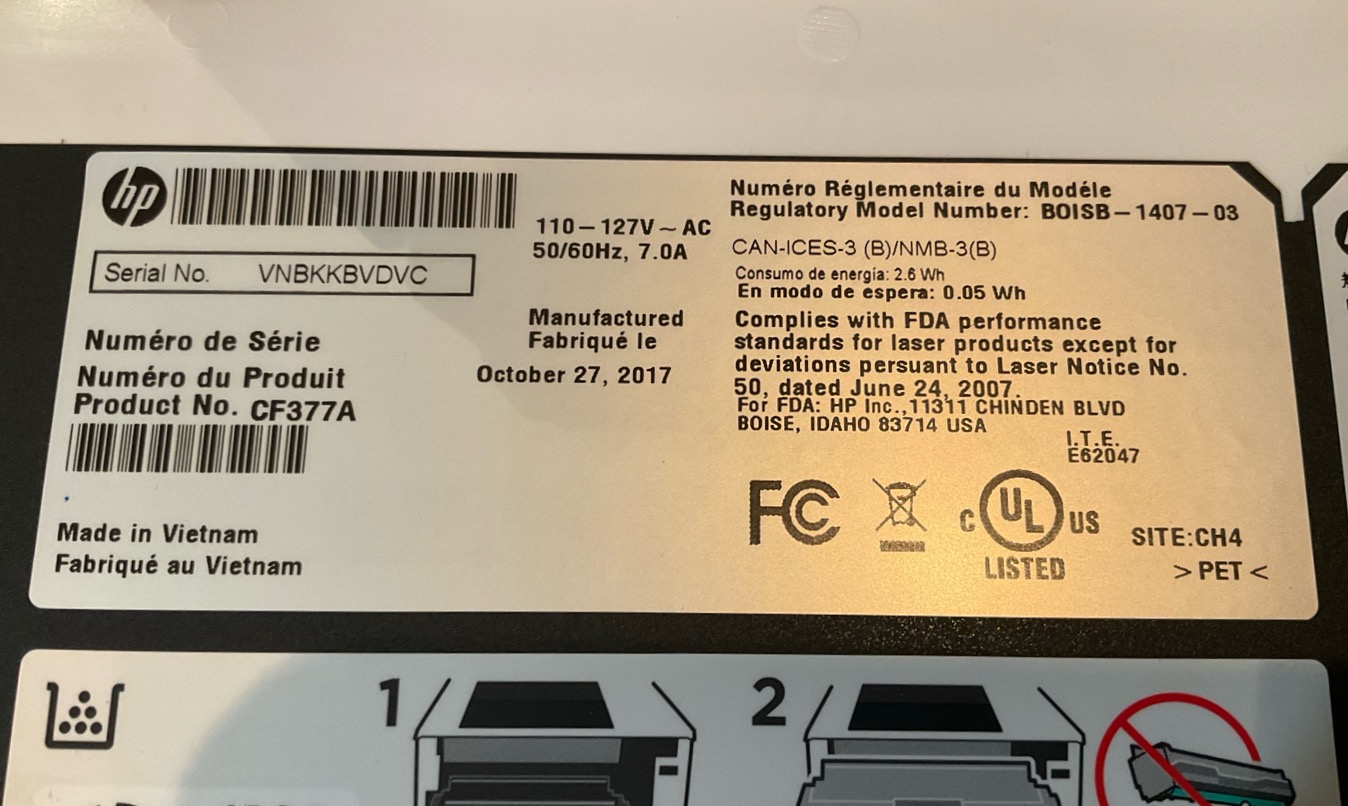 hp
110-127V~AC
50/60Hz, 7.0A
Serial No. VNBKKBVDVC
Numéro de Série
Numéro du Produit
Product No. CF377A
Manufactured
Fabriqué le
October 27, 2017
Made in Vietnam
Fabriqué au Vietnam
Numéro Réglementaire du Modéle
Regulatory Model Number: BOISB-1407-03
CAN-ICES-3 (B)/NMB-3(B)
Consumo de energía: 2.6 Wh
En modo de espera: 0.05 Wh
Complies with FDA performance
standards for laser products except for
deviations persuant to Laser Notice No.
50, dated June 24, 2007.
For FDA: HP Inc.,11311 CHINDEN BLVD
BOISE, IDAHO 83714 USA
I.T.E.
E62047
FC
C UL US
LISTED
SITE:CH4
>PET<
1
2